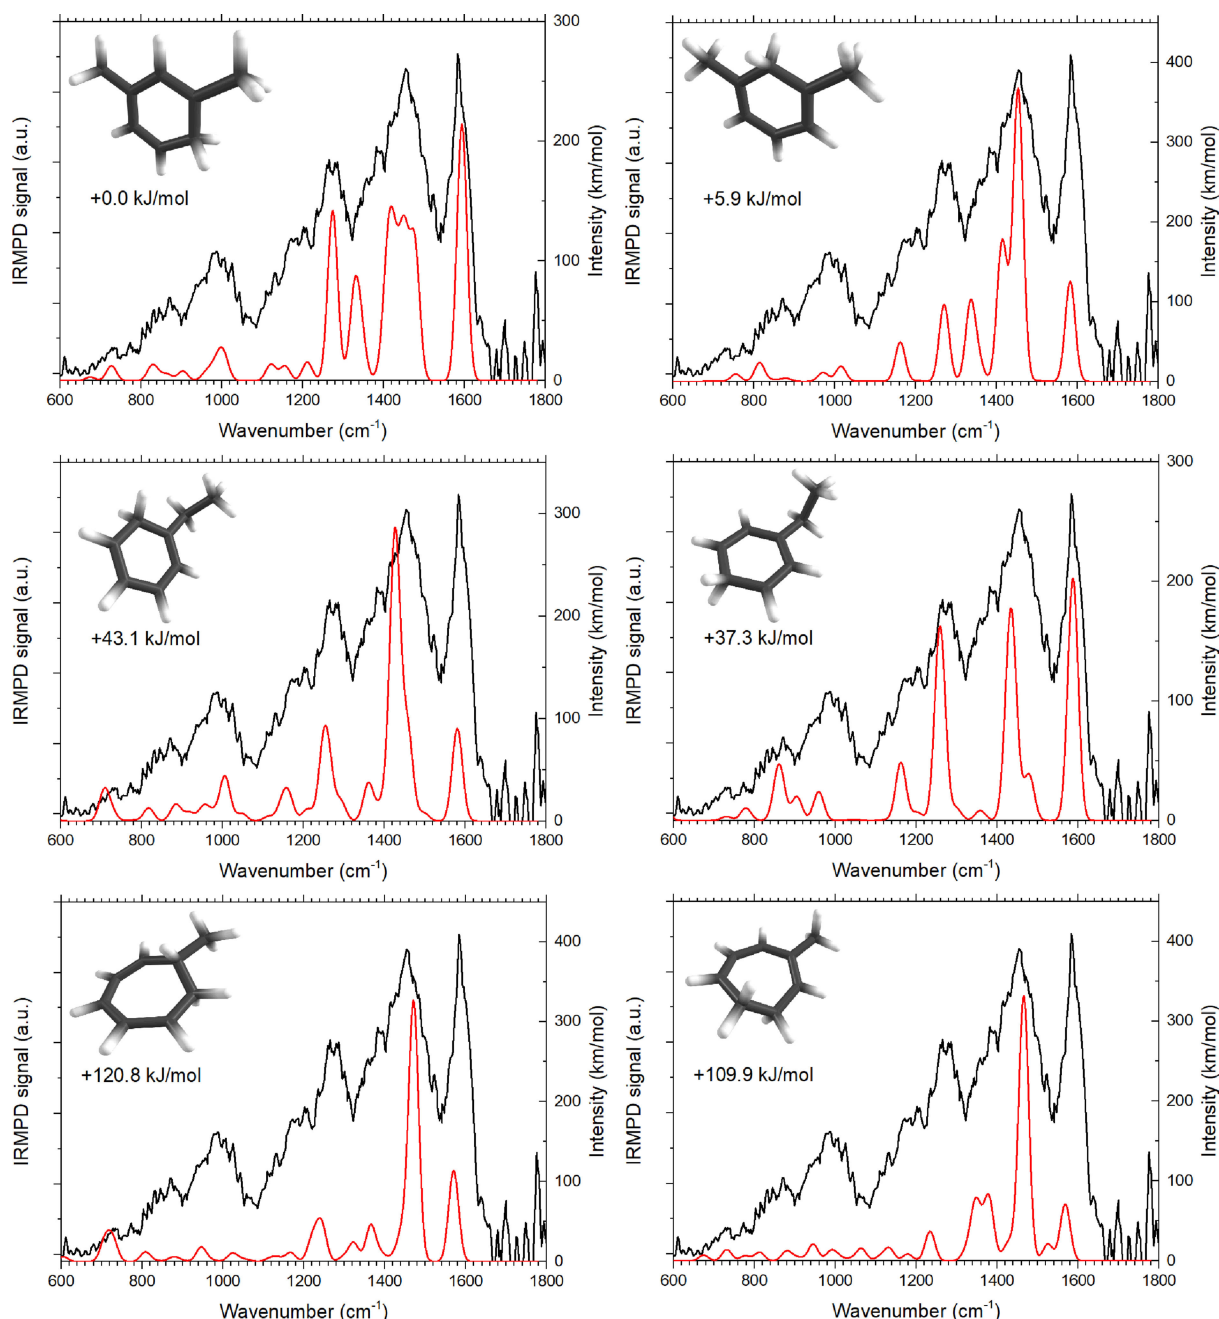 300
200
100
0
IRMPD signal (a.u.)
Intensity (km/mol)
+0.0 kJ/mol
600 800 1000 1200 1400 1600 1800
Wavenumber (cm⁻¹)
400
300
200
100
0
IRMPD signal (a.u.)
Intensity (km/mol)
+5.9 kJ/mol
600 800 1000 1200 1400 1600 1800
Wavenumber (cm⁻¹)
300
200
100
0
IRMPD signal (a.u.)
Intensity (km/mol)
+43.1 kJ/mol
600 800 1000 1200 1400 1600 1800
Wavenumber (cm⁻¹)
300
200
100
0
IRMPD signal (a.u.)
Intensity (km/mol)
+37.3 kJ/mol
600 800 1000 1200 1400 1600 1800
Wavenumber (cm⁻¹)
400
300
200
100
0
IRMPD signal (a.u.)
Intensity (km/mol)
+120.8 kJ/mol
600 800 1000 1200 1400 1600 1800
Wavenumber (cm⁻¹)
400
300
200
100
0
IRMPD signal (a.u.)
Intensity (km/mol)
+109.9 kJ/mol
600 800 1000 1200 1400 1600 1800
Wavenumber (cm⁻¹)